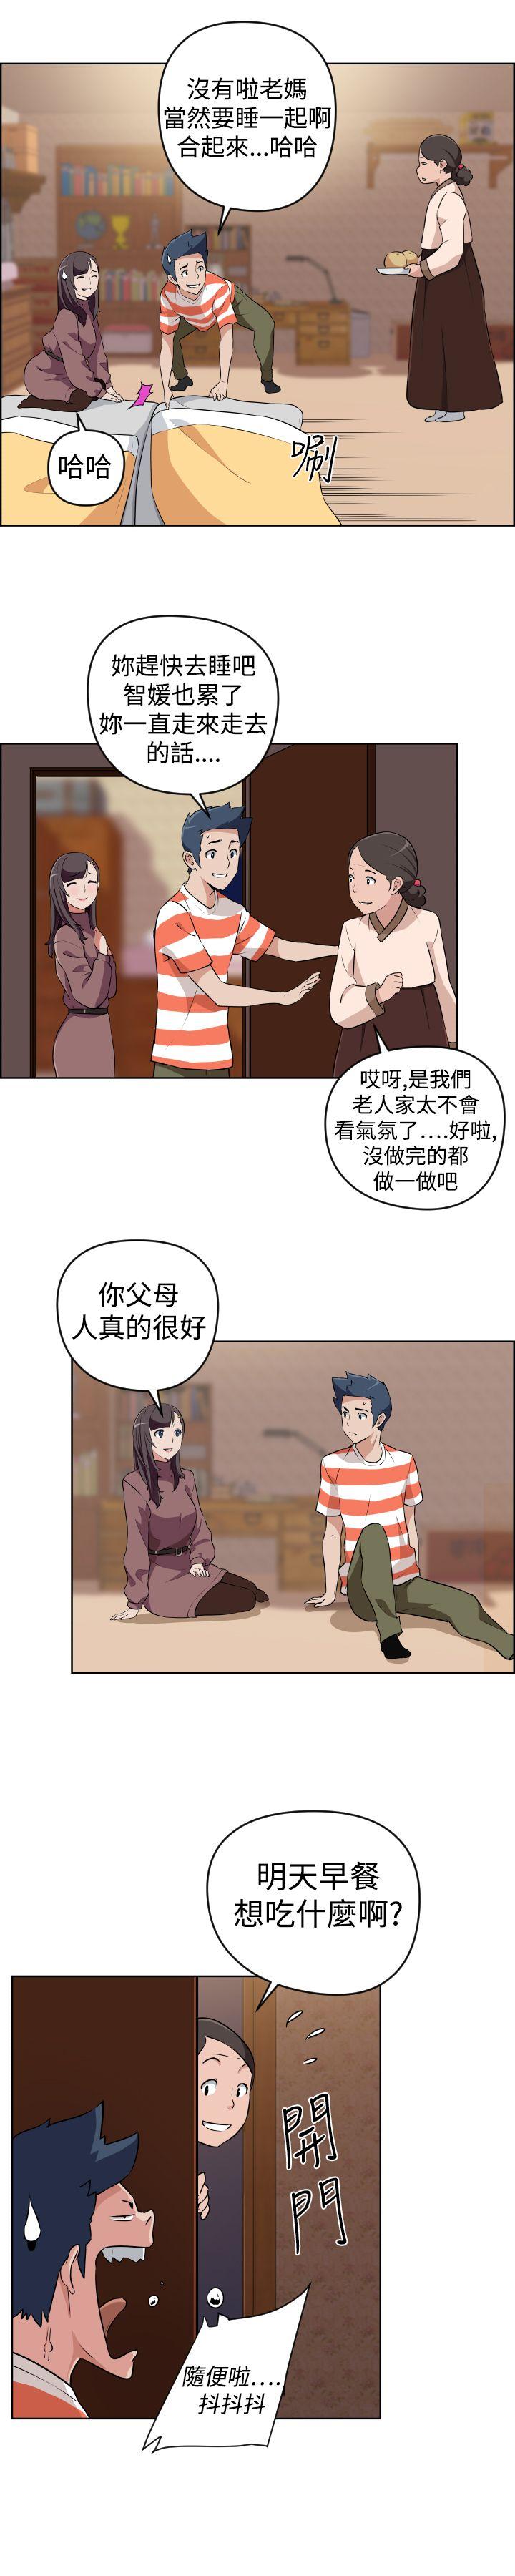 沒有啦老媽
當然要睡一起啊
合起來...哈哈
哈哈
唰
妳趕快去睡吧
智媛也累了
妳一直走來走去
的話....
哎呀,是我們
老人家太不會
看氣氛了....好啦,
沒做完的都
做一做吧
你父母
人真的很好
明天早餐
想吃什麼啊?
開
門
隨便啦....
抖抖抖